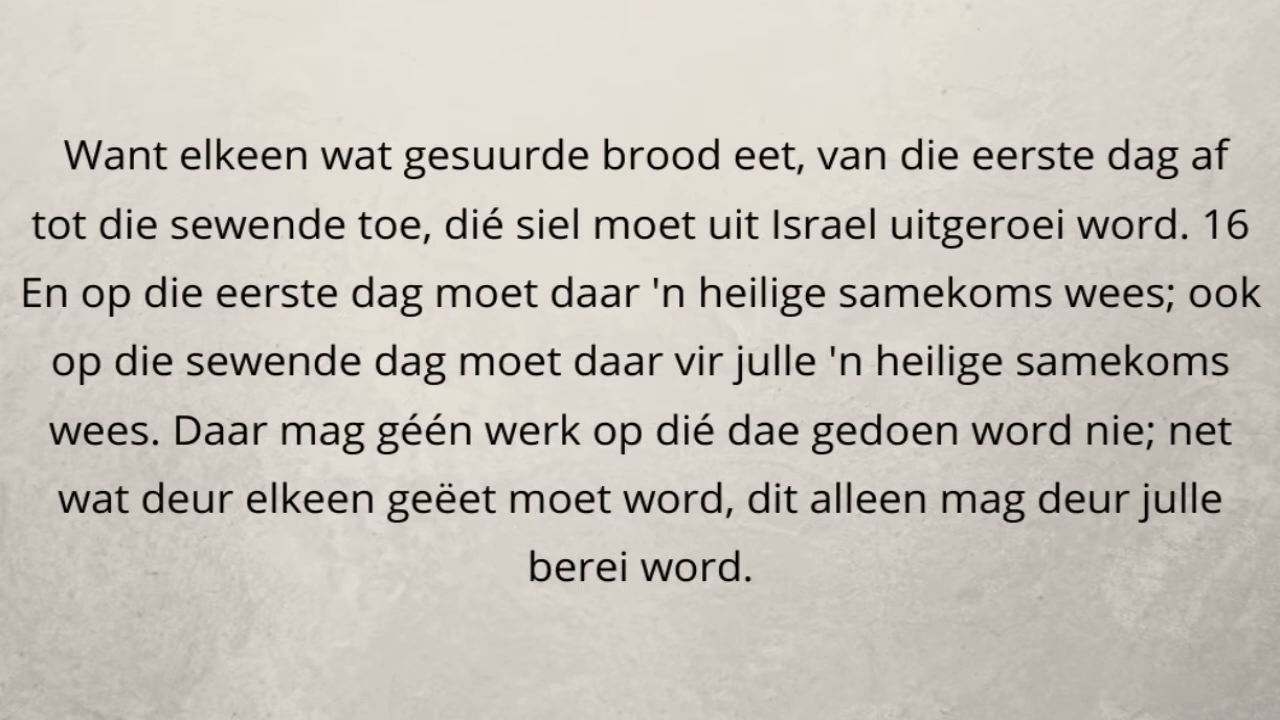 Want elkeen wat gesuurde brood eet, van die eerste dag af
tot die sewende toe, dié siel moet uit Israel uitgeroei word. 16
En op die eerste dag moet daar 'n heilige samekoms wees; ook
op die sewende dag moet daar vir julle 'n heilige samekoms
wees. Daar mag géén werk op dié dae gedoen word nie; net
wat deur elkeen geëet moet word, dit alleen mag deur julle
berei word.